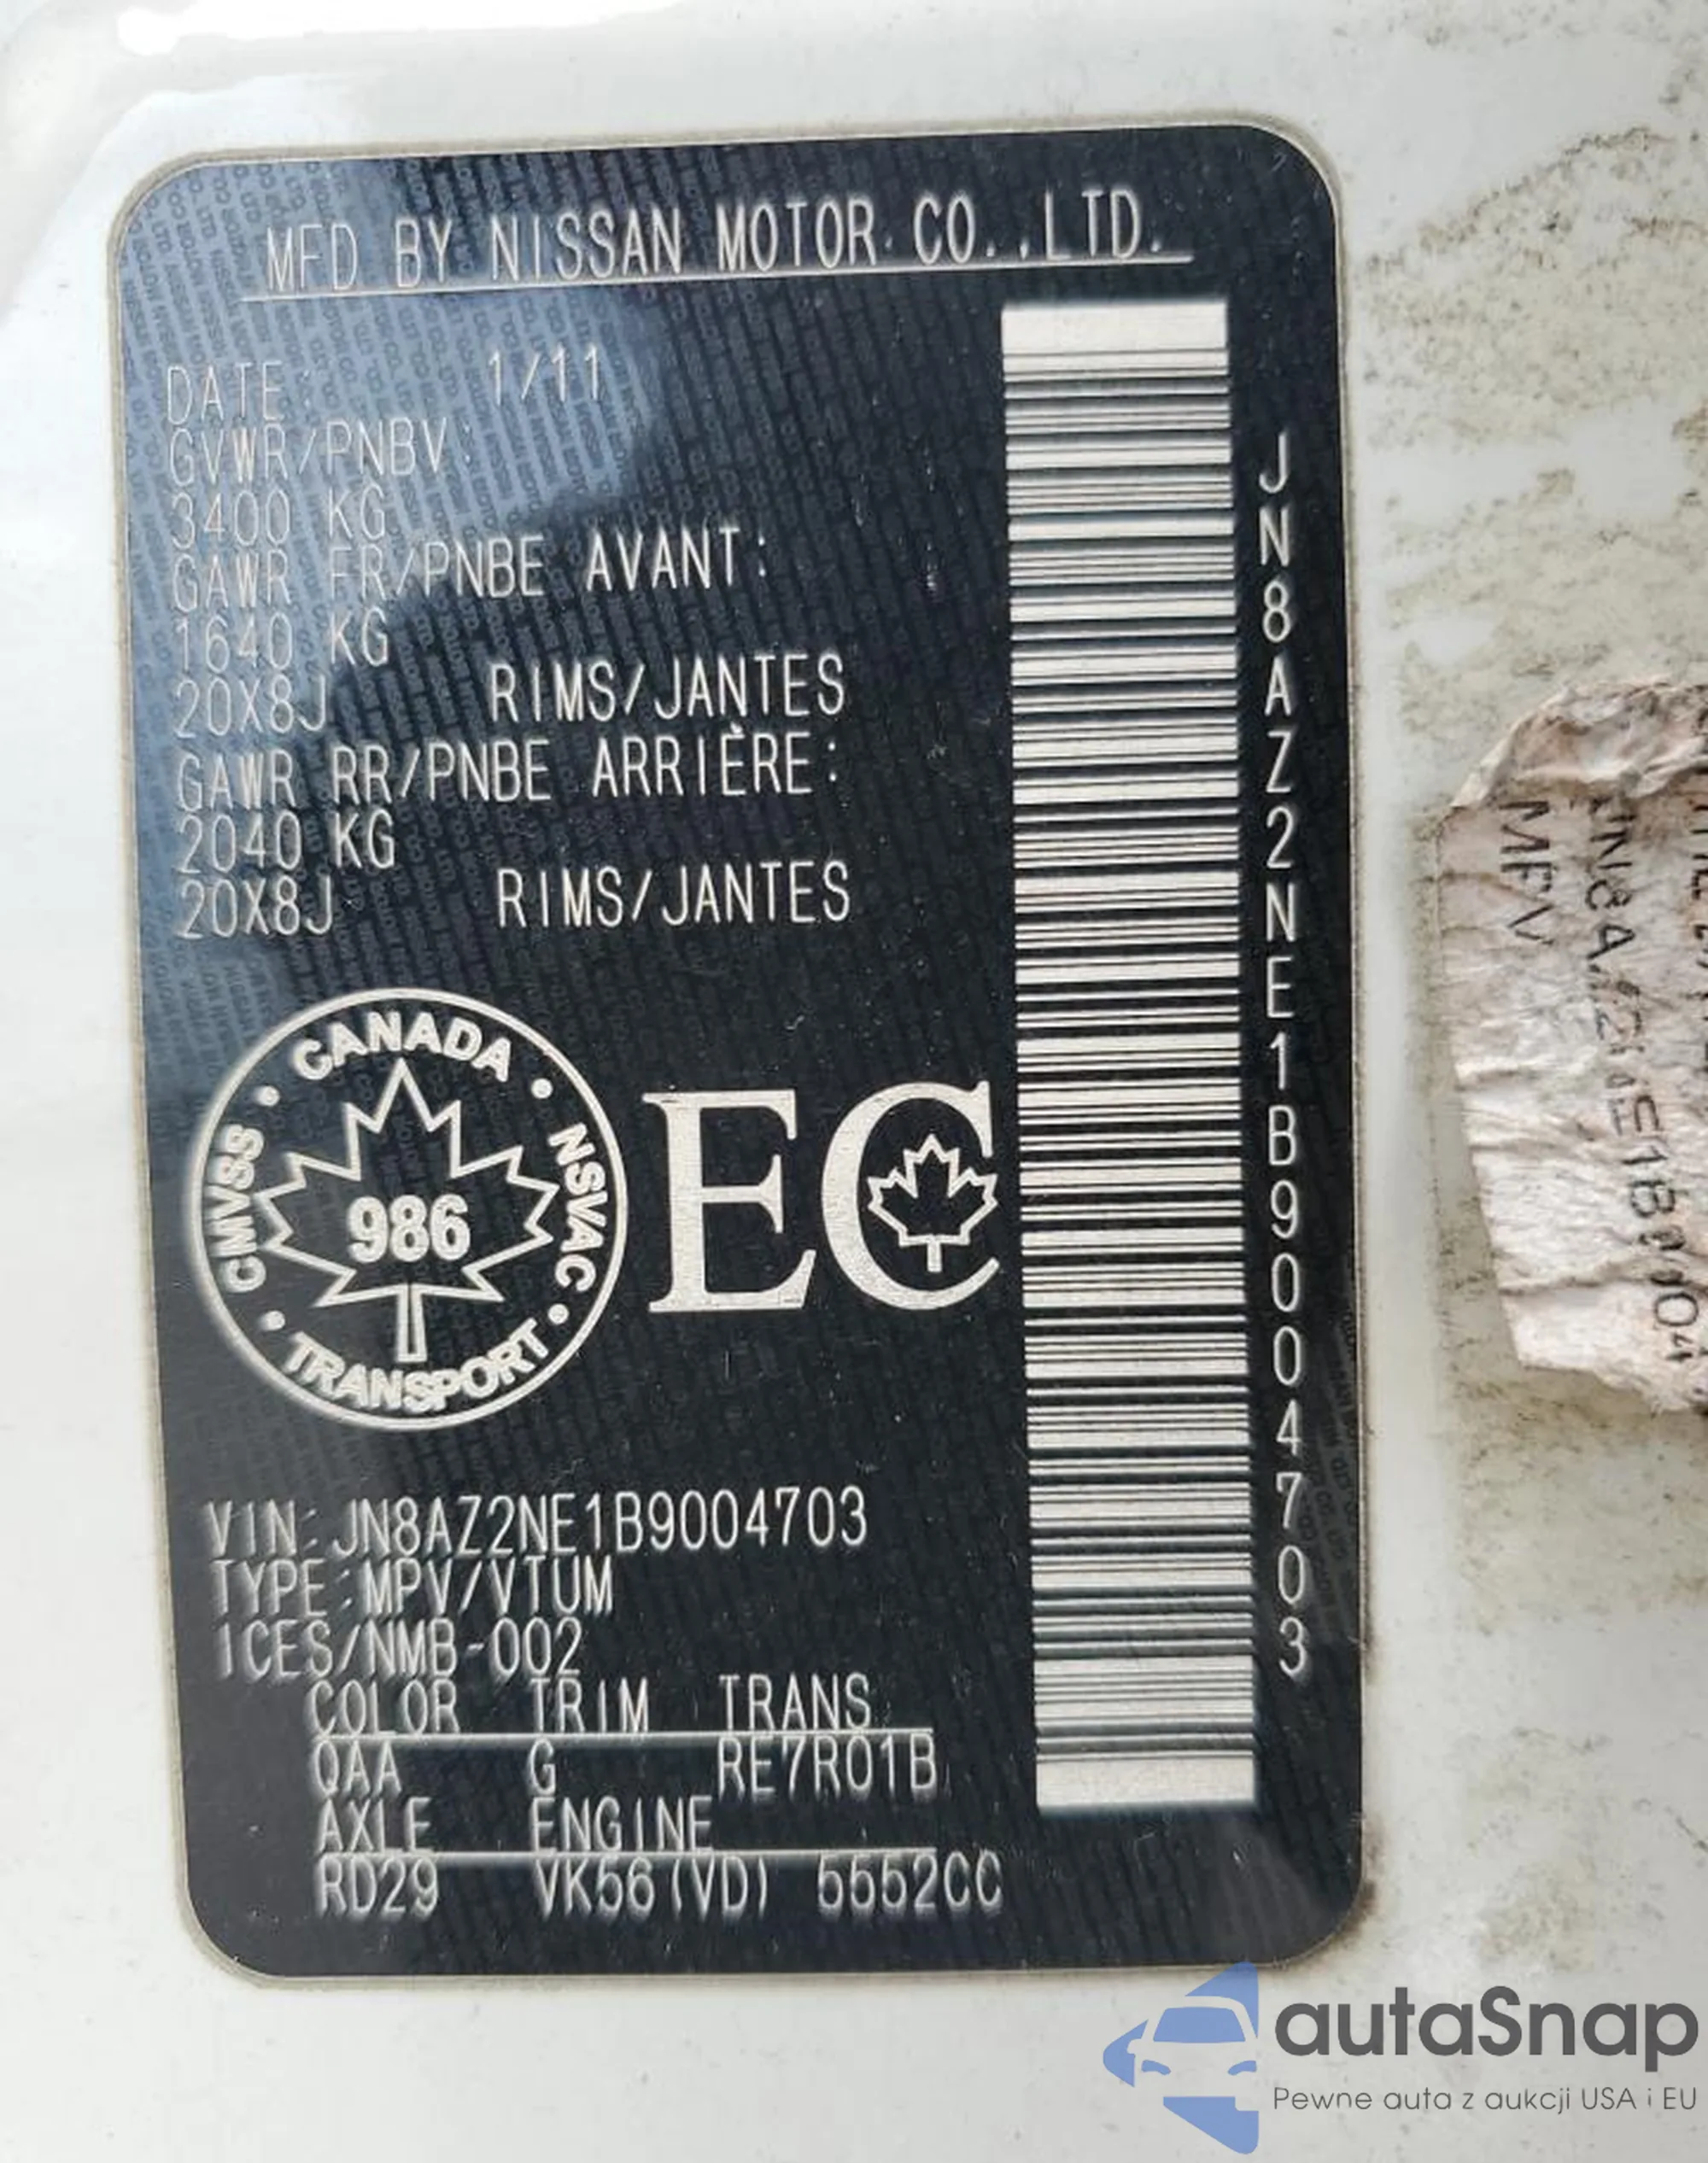 MFD BY NISSAN MOTOR CO.,LTD.
DATE: 1/11
GVWR/PNBV:
3400 KG
GAWR FR/PNBE AVANT:
1640 KG
20X8J RIMS/JANTES
GAWR RR/PNBE ARRIÈRE:
2040 KG
20X8J RIMS/JANTES
CANADA
CMVSS
NSVAC
986
TRANSPORT
EC
VIN:JN8AZ2NE1B9004703
TYPE:MPV/VTUM
ICES/NMB-002
COLOR TRIM TRANS
QAA G RE7R01B
AXLE ENGINE
RD29 VK56(VD) 5552CC
JN8AZ2NE1B9004703
autaSnap
Pewne auta z aukcji USA i EU